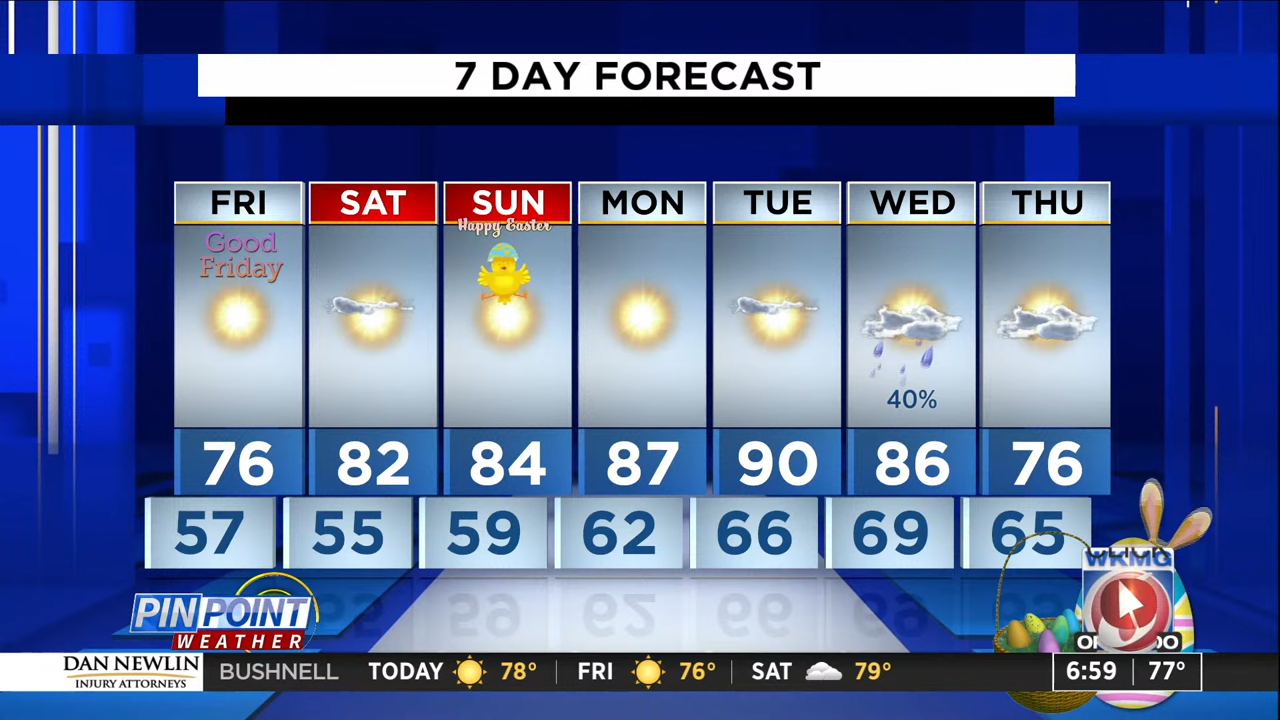 7 DAY FORECAST
FRI SAT SUN MON TUE WED THU
Good
Friday
Happy Easter
40%
76 82 84 87 90 86 76
57 55 59 62 66 69 65
WKMG
PINPOINT
WEATHER
DAN NEWLIN
INJURY ATTORNEYS
BUSHNELL TODAY 78° FRI 76° SAT 79° 6:59 77°